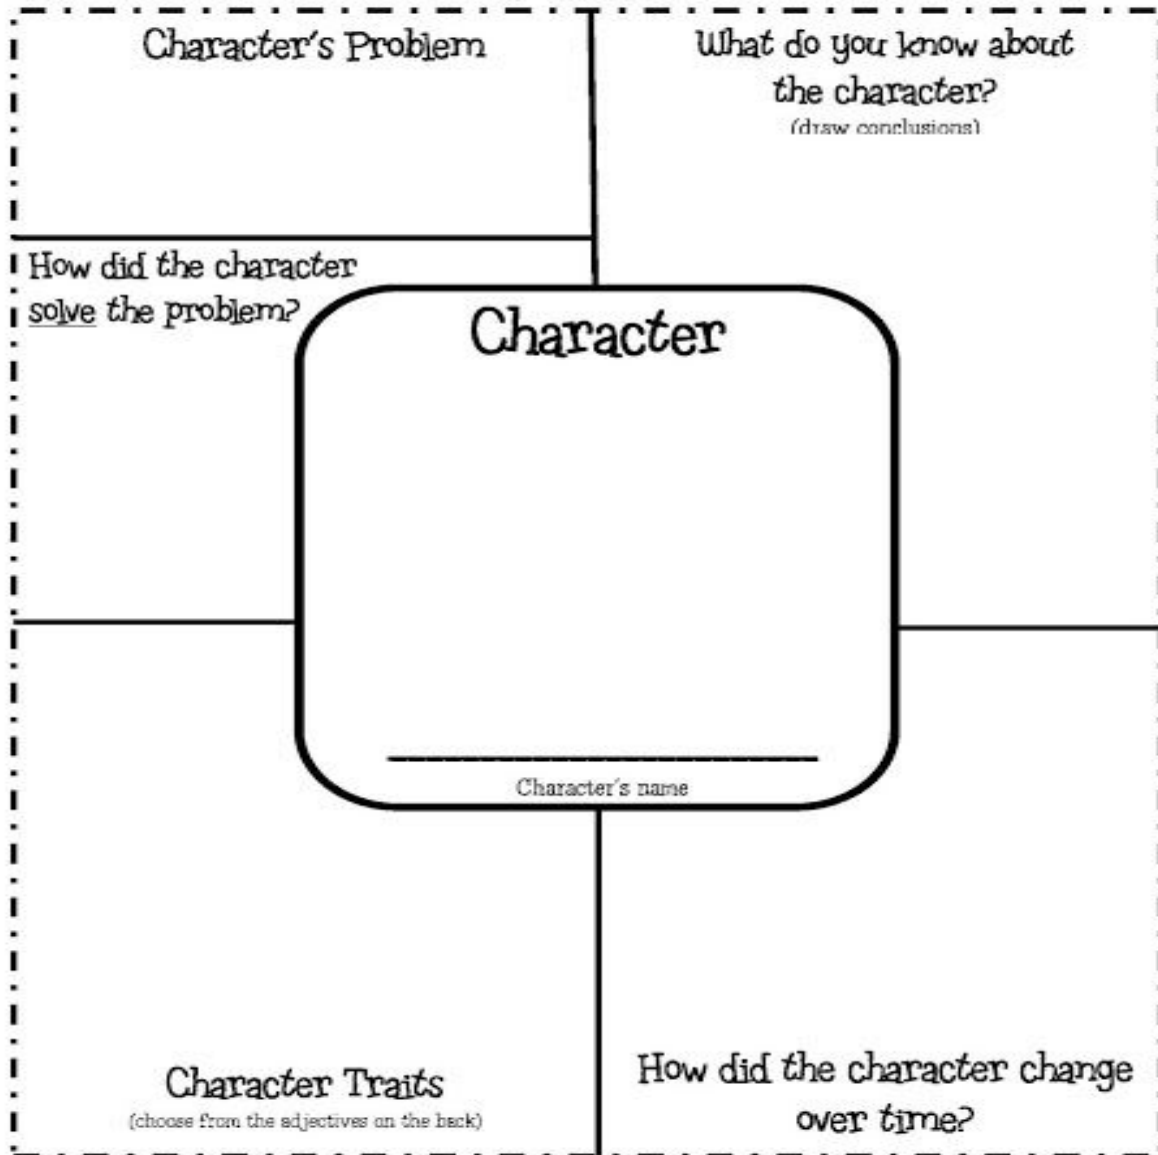 Character's Problem
What do you know about
the character?
(draw conclusions)
How did the character
solve the problem?
Character
Character's name
Character Traits
(choose from the adjectives on the back)
How did the character change
over time?